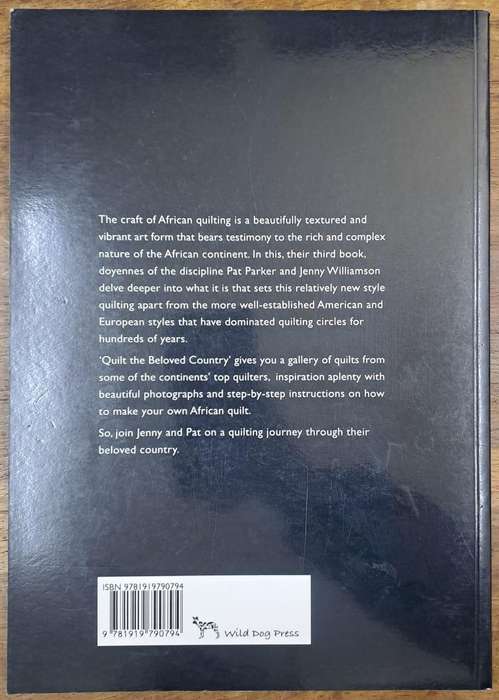 The craft of African quilting is a beautifully textured and
vibrant art form that bears testimony to the rich and complex
nature of the African continent. In this, their third book,
doyennes of the discipline Pat Parker and Jenny Williamson
delve deeper into what it is that sets this relatively new style
quilting apart from the more well-established American and
European styles that have dominated quilting circles for
hundreds of years.
'Quilt the Beloved Country' gives you a gallery of quilts from
some of the continents' top quilters, inspiration aplenty with
beautiful photographs and step-by-step instructions on how
to make your own African quilt.
So, join Jenny and Pat on a quilting journey through their
beloved country.
ISBN 9781919790794
9 781919 790794
Wild Dog Press